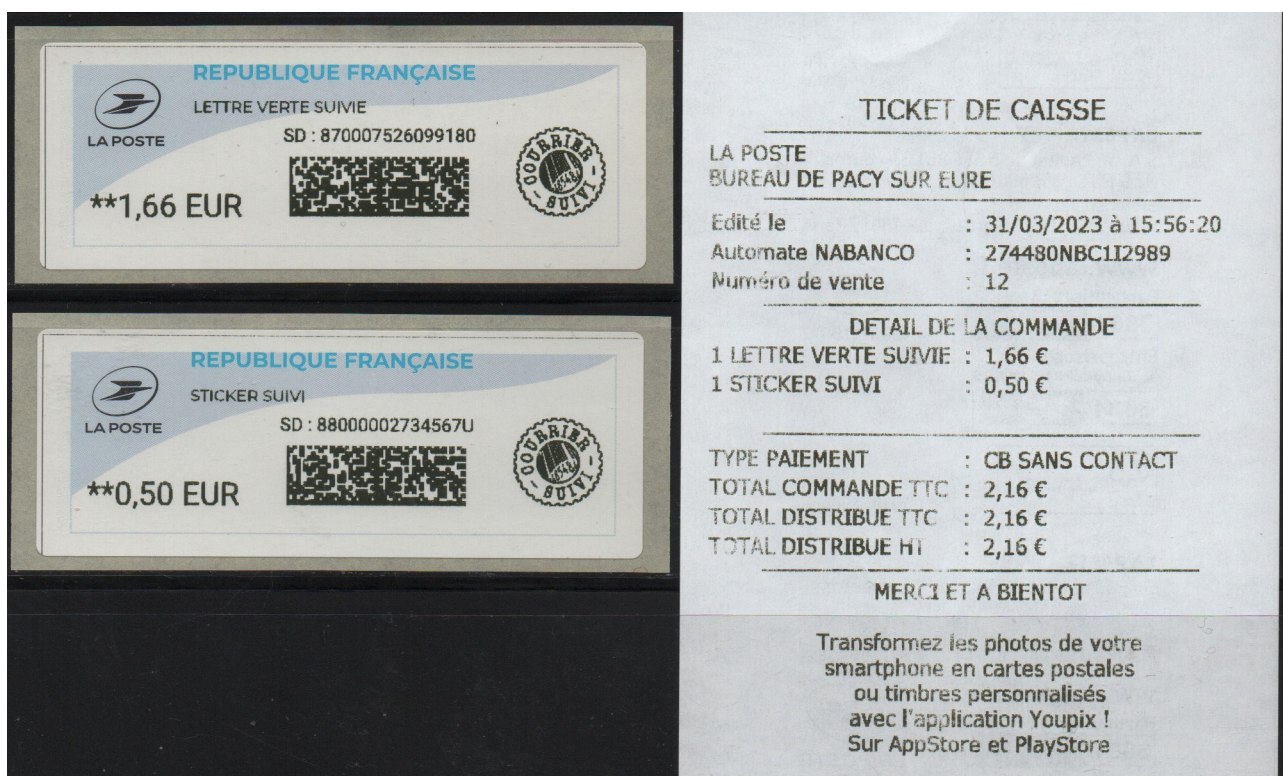 REPUBLIQUE FRANÇAISE
LETTRE VERTE SUIVIE
SD : 870007526099180
LA POSTE
**1,66 EUR
COURRIER - SUIVI -
REPUBLIQUE FRANÇAISE
STICKER SUIVI
SD : 88000002734567U
LA POSTE
**0,50 EUR
COURRIER - SUIVI -
TICKET DE CAISSE
LA POSTE
BUREAU DE PACY SUR EURE
Edité le : 31/03/2023 à 15:56:20
Automate NABANCO : 274480NBC1I2989
Numéro de vente : 12
DETAIL DE LA COMMANDE
1 LETTRE VERTE SUIVIE : 1,66 €
1 STICKER SUIVI : 0,50 €
TYPE PAIEMENT : CB SANS CONTACT
TOTAL COMMANDE TTC : 2,16 €
TOTAL DISTRIBUE TTC : 2,16 €
TOTAL DISTRIBUE HT : 2,16 €
MERCI ET A BIENTOT
Transformez les photos de votre
smartphone en cartes postales
ou timbres personnalisés
avec l'application Youpix !
Sur AppStore et PlayStore